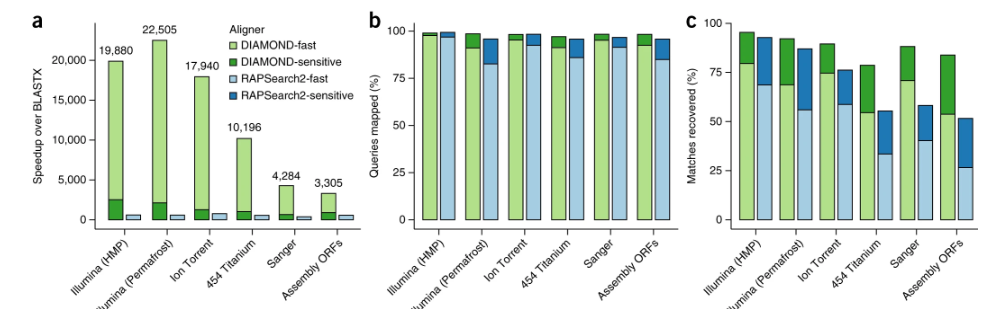 a
Speedup over BLASTX
20,000
15,000
10,000
5,000
0
19,880
22,505
17,940
10,196
4,284
3,305
Aligner
DIAMOND-fast
DIAMOND-sensitive
RAPSearch2-fast
RAPSearch2-sensitive
Illumina (HMP)
(Permafrost)
Ion Torrent
454 Titanium
Sanger
Assembly ORFs
b
Queries mapped (%)
100
75
50
25
0
Illumina (HMP)
(Permafrost)
Ion Torrent
454 Titanium
Sanger
Assembly ORFs
c
Matches recovered (%)
100
75
50
25
0
Illumina (HMP)
(Permafrost)
Ion Torrent
454 Titanium
Sanger
Assembly ORFs